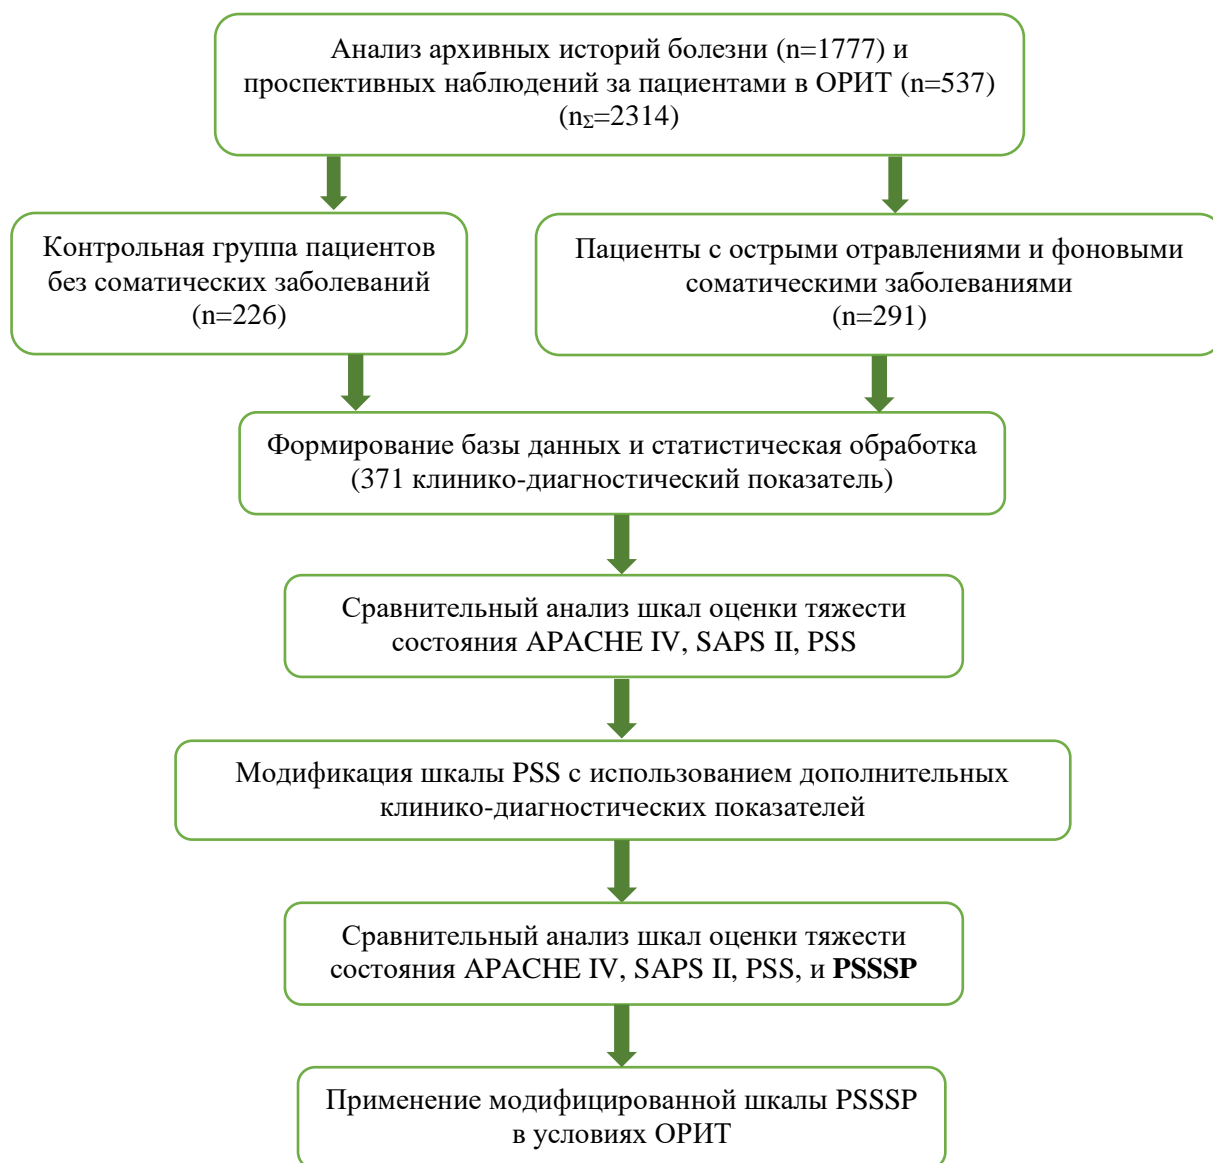 Анализ архивных историй болезни (n=1777) и
проспективных наблюдений за пациентами в ОРИТ (n=537)
(nΣ=2314)
Контрольная группа пациентов
без соматических заболеваний
(n=226)
Пациенты с острыми отравлениями и фоновыми
соматическими заболеваниями
(n=291)
Формирование базы данных и статистическая обработка
(371 клинико-диагностический показатель)
Сравнительный анализ шкал оценки тяжести
состояния APACHE IV, SAPS II, PSS
Модификация шкалы PSS с использованием дополнительных
клинико-диагностических показателей
Сравнительный анализ шкал оценки тяжести
состояния APACHE IV, SAPS II, PSS, и PSSSP
Применение модифицированной шкалы PSSSP
в условиях ОРИТ